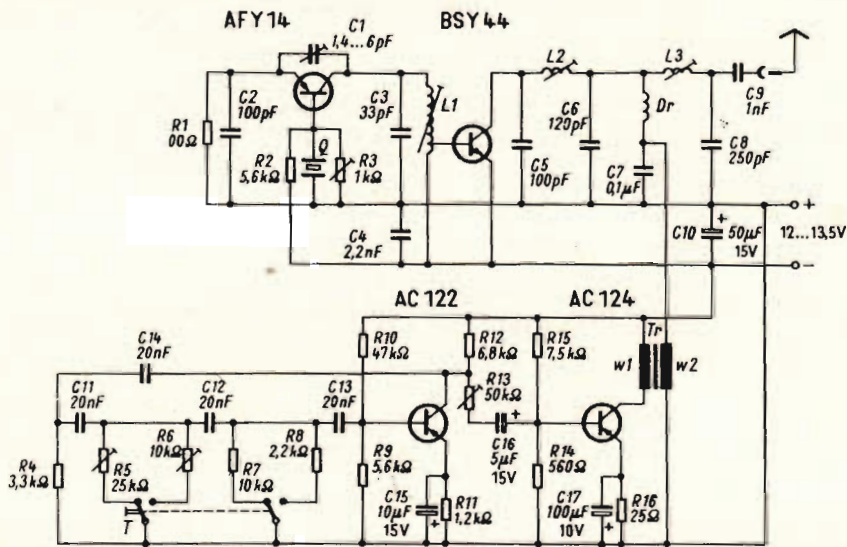 AFY 14
BSY 44
C1
1,4...6pF
L2
L3
C2
100pF
C3
33pF
L1
C9
1nF
R1
00Ω
C6
120pF
Dr
R2
5,6kΩ
Q
R3
1kΩ
C5
100pF
C7
0,1µF
C8
250pF
C4
2,2nF
C10
+
50µF
15V
+
12...13,5V
−
AC 122
AC 124
C14
20nF
R10
47kΩ
R12
6,8kΩ
R15
7,5kΩ
Tr
w1
w2
C11
20nF
C12
20nF
C13
20nF
R13
50kΩ
R4
3,3kΩ
R5
25kΩ
R6
10kΩ
R7
10kΩ
R8
2,2kΩ
R9
5,6kΩ
C16
+
5µF
15V
R14
560Ω
C15
10µF
15V
+
R11
1,2kΩ
C17
100µF
10V
+
R16
25Ω
T